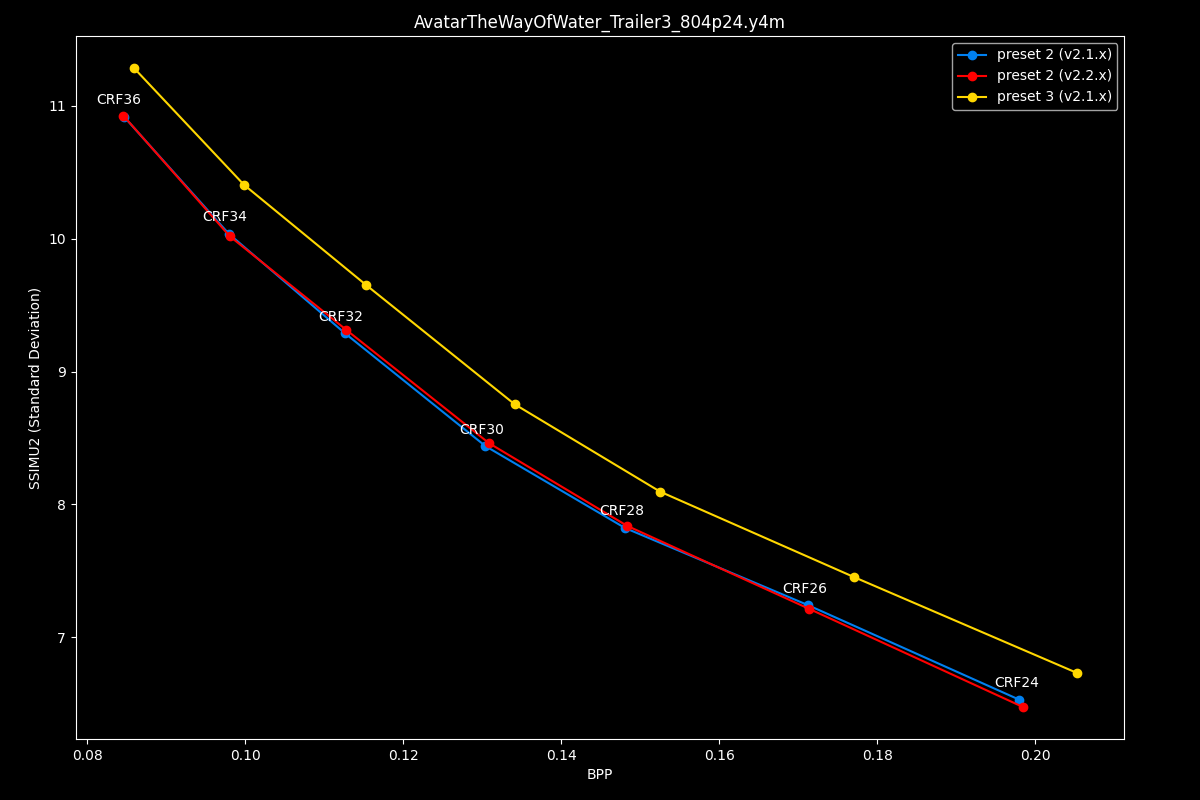 AvatarTheWayOfWater_Trailer3_804p24.y4m
preset 2 (v2.1.x)
preset 2 (v2.2.x)
preset 3 (v2.1.x)
SSIMU2 (Standard Deviation)
11
10
9
8
7
CRF36
CRF34
CRF32
CRF30
CRF28
CRF26
CRF24
0.08 0.10 0.12 0.14 0.16 0.18 0.20
BPP